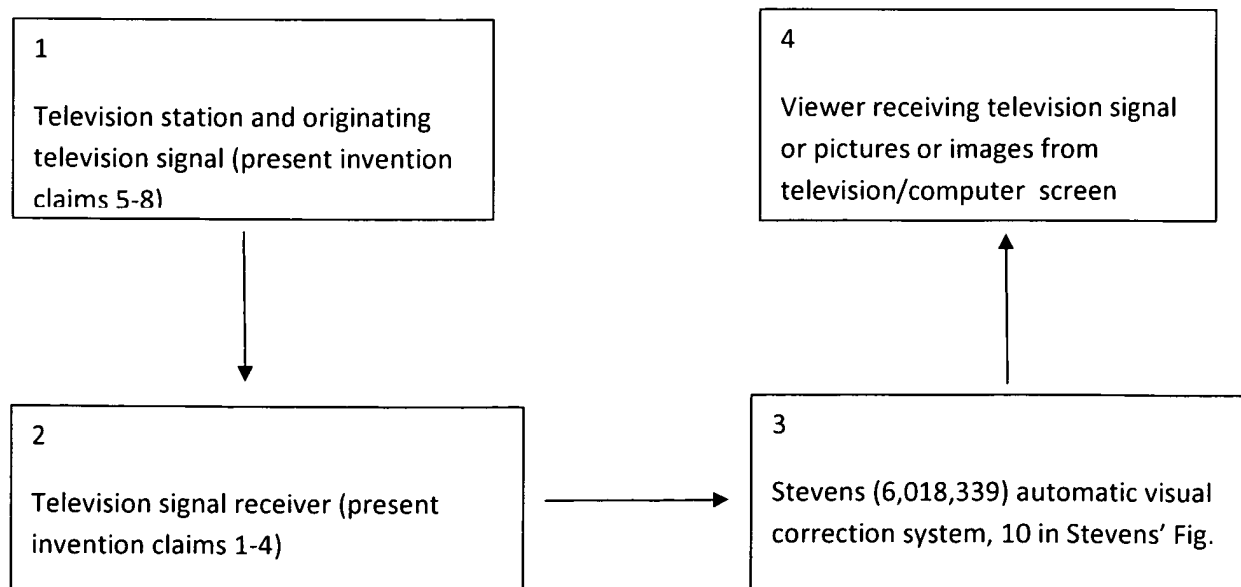 1
Television station and originating
television signal (present invention
claims 5-8)
2
Television signal receiver (present
invention claims 1-4)
3
Stevens (6,018,339) automatic visual
correction system, 10 in Stevens’ Fig.
4
Viewer receiving television signal
or pictures or images from
television/computer screen